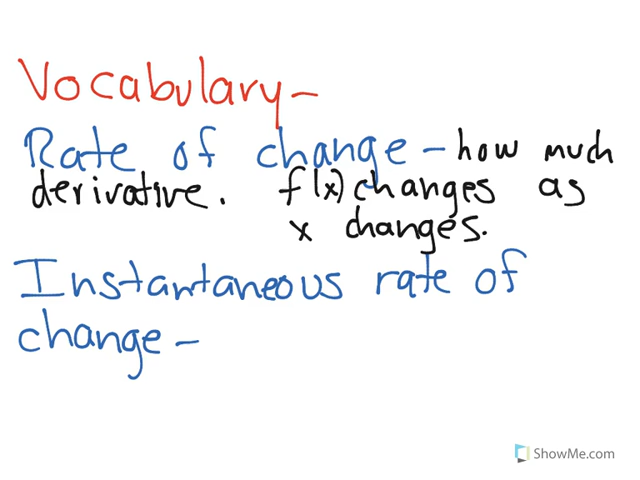 Vocabulary-
Rate of change - how much
derivative. f(x) changes as
x changes.
Instantaneous rate of
change -
ShowMe.com